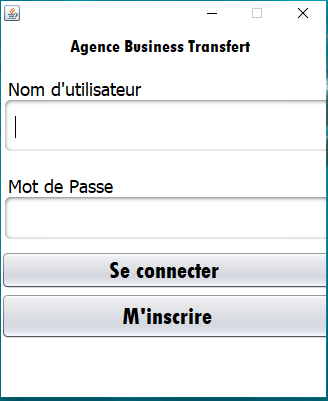 Agence Business Transfert
Nom d'utilisateur
Mot de Passe
Se connecter
M'inscrire